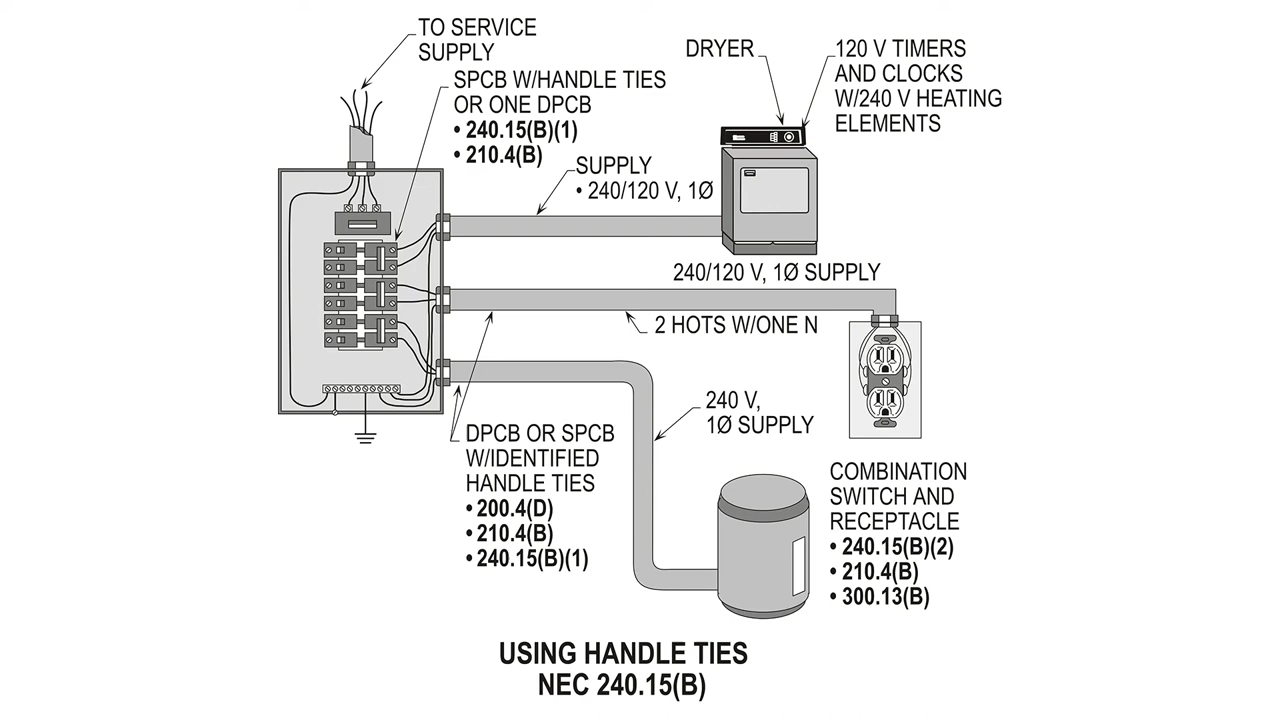 TO SERVICE
SUPPLY
SPCB W/HANDLE TIES
OR ONE DPCB
• 240.15(B)(1)
• 210.4(B)
SUPPLY
• 240/120 V, 1Ø
DRYER
120 V TIMERS
AND CLOCKS
W/240 V HEATING
ELEMENTS
240/120 V, 1Ø SUPPLY
2 HOTS W/ONE N
240 V,
1Ø SUPPLY
DPCB OR SPCB
W/IDENTIFIED
HANDLE TIES
• 200.4(D)
• 210.4(B)
• 240.15(B)(1)
COMBINATION
SWITCH AND
RECEPTACLE
• 240.15(B)(2)
• 210.4(B)
• 300.13(B)
USING HANDLE TIES
NEC 240.15(B)